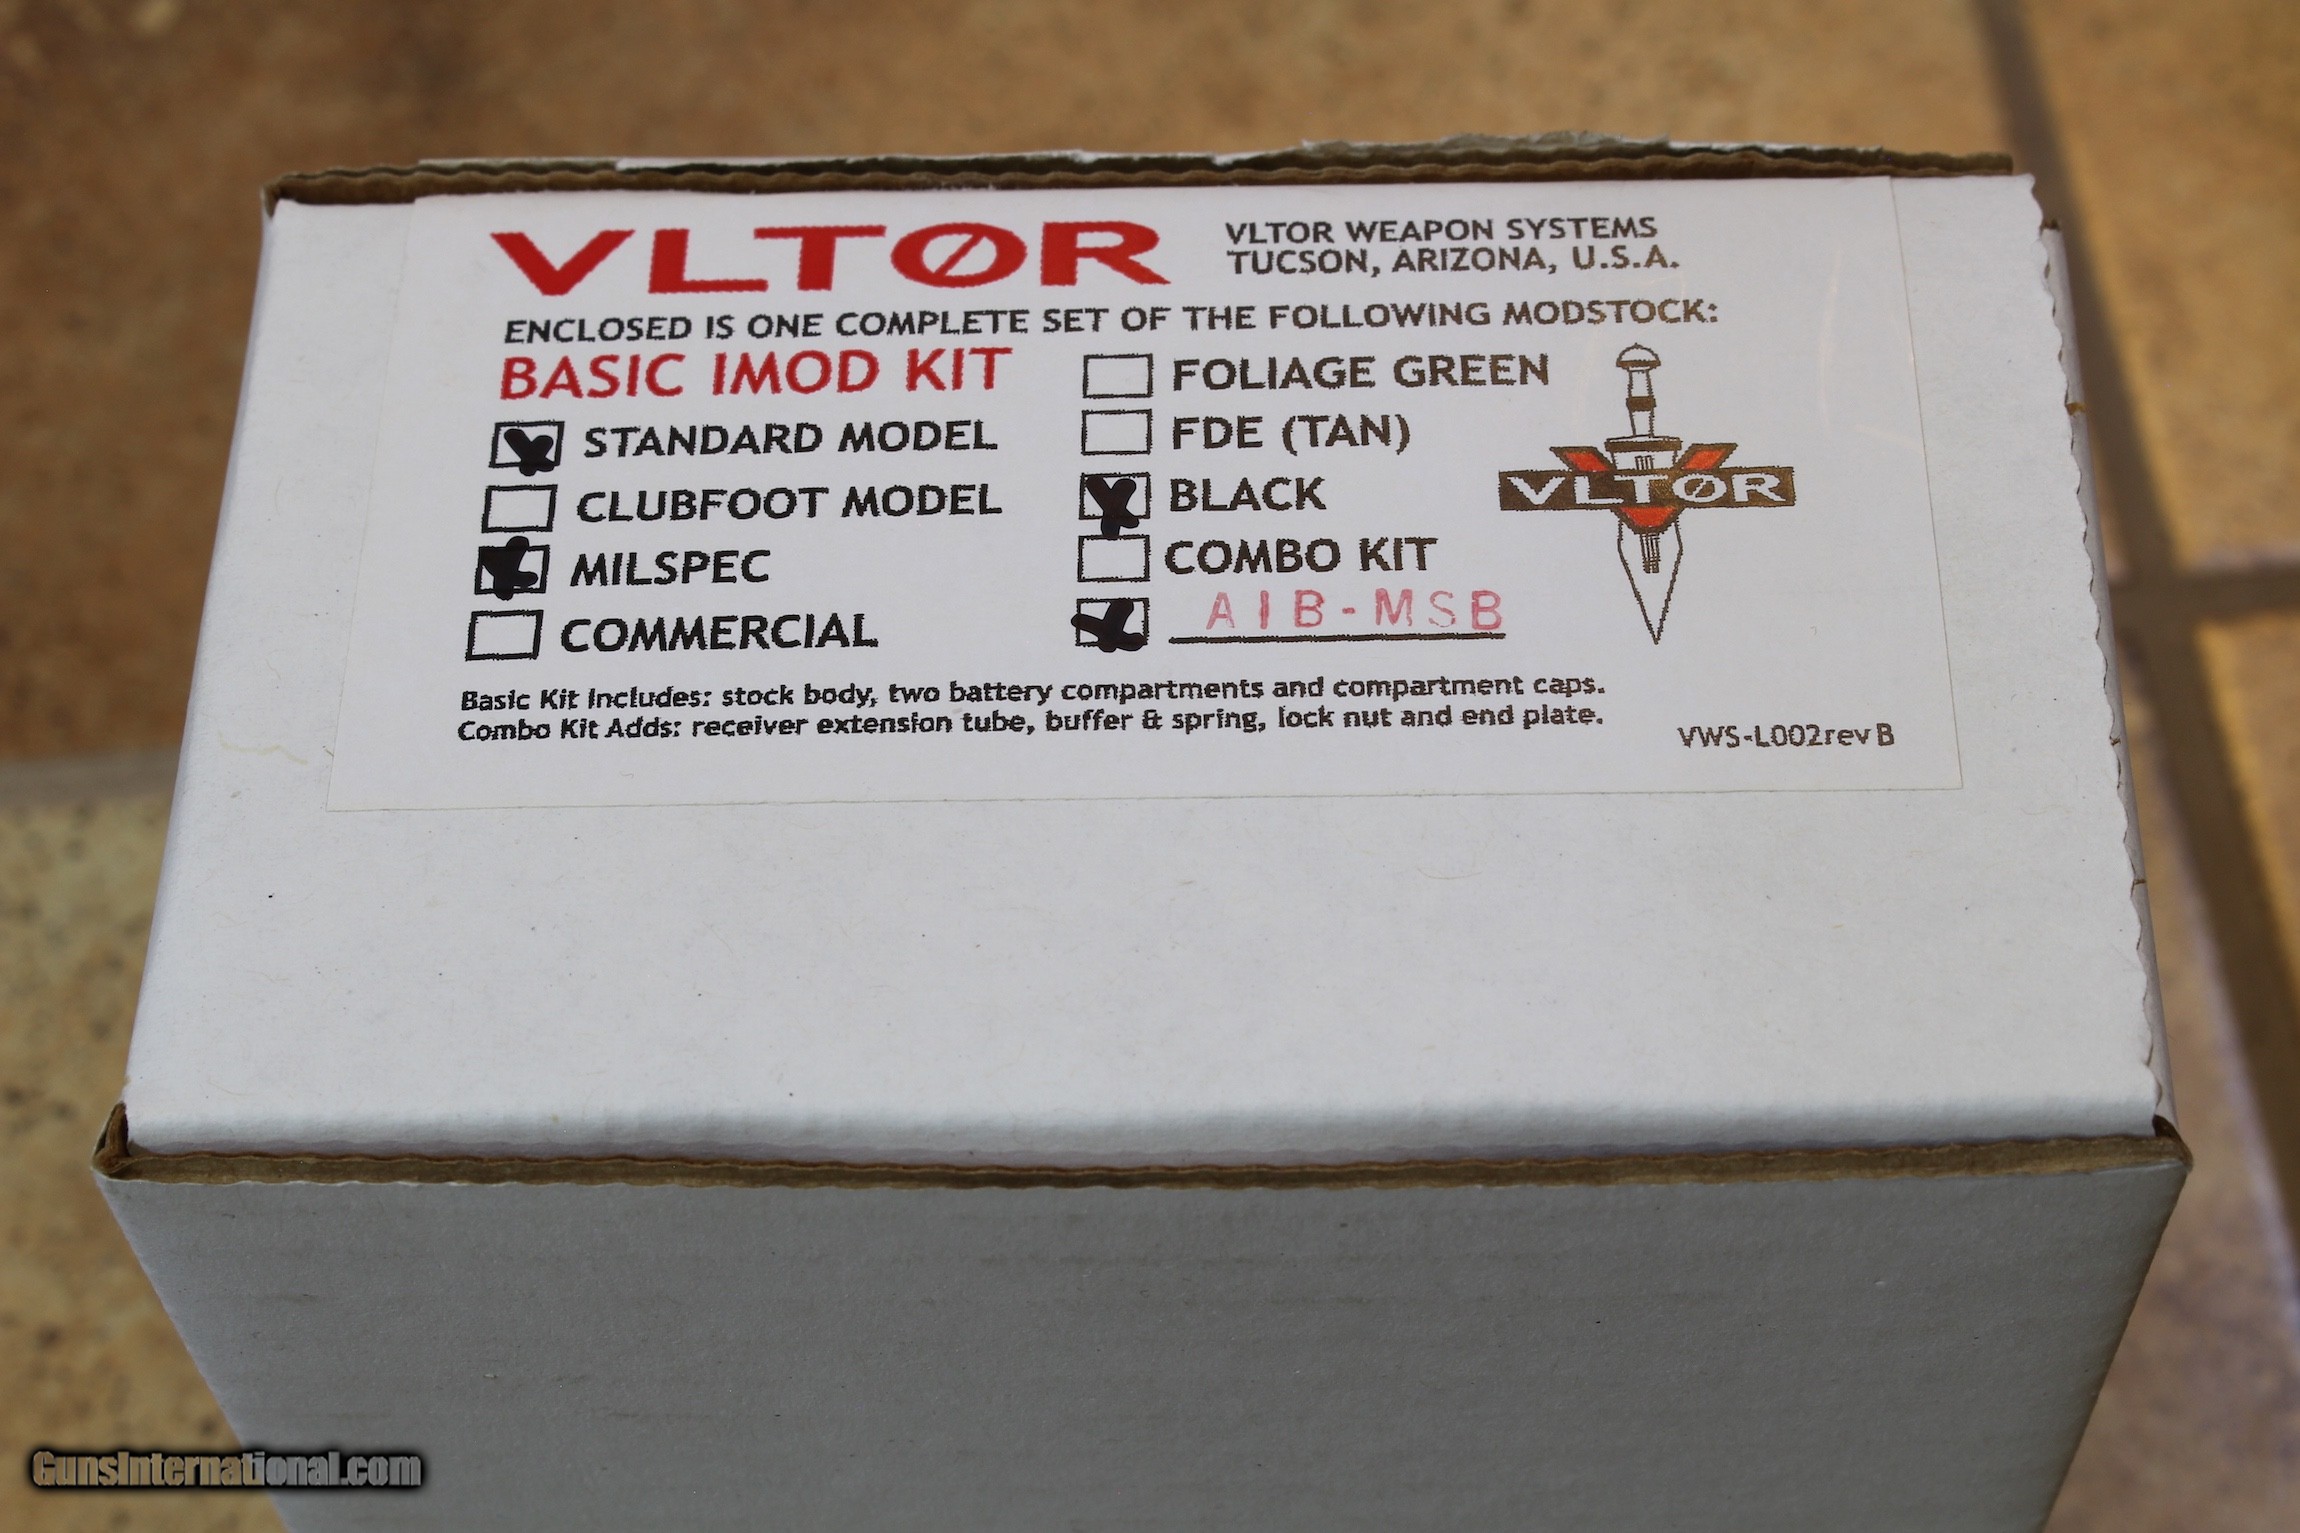 VLTØR
VLTOR WEAPON SYSTEMS
TUCSON, ARIZONA, U.S.A.
ENCLOSED IS ONE COMPLETE SET OF THE FOLLOWING MODSTOCK:
BASIC IMOD KIT
STANDARD MODEL
CLUBFOOT MODEL
MILSPEC
COMMERCIAL
FOLIAGE GREEN
FDE (TAN)
BLACK
COMBO KIT
AIB-MSB
VLTØR
Basic Kit Includes: stock body, two battery compartments and compartment caps.
Combo Kit Adds: receiver extension tube, buffer & spring, lock nut and end plate.
VWS-L002revB
GunsInternational.com